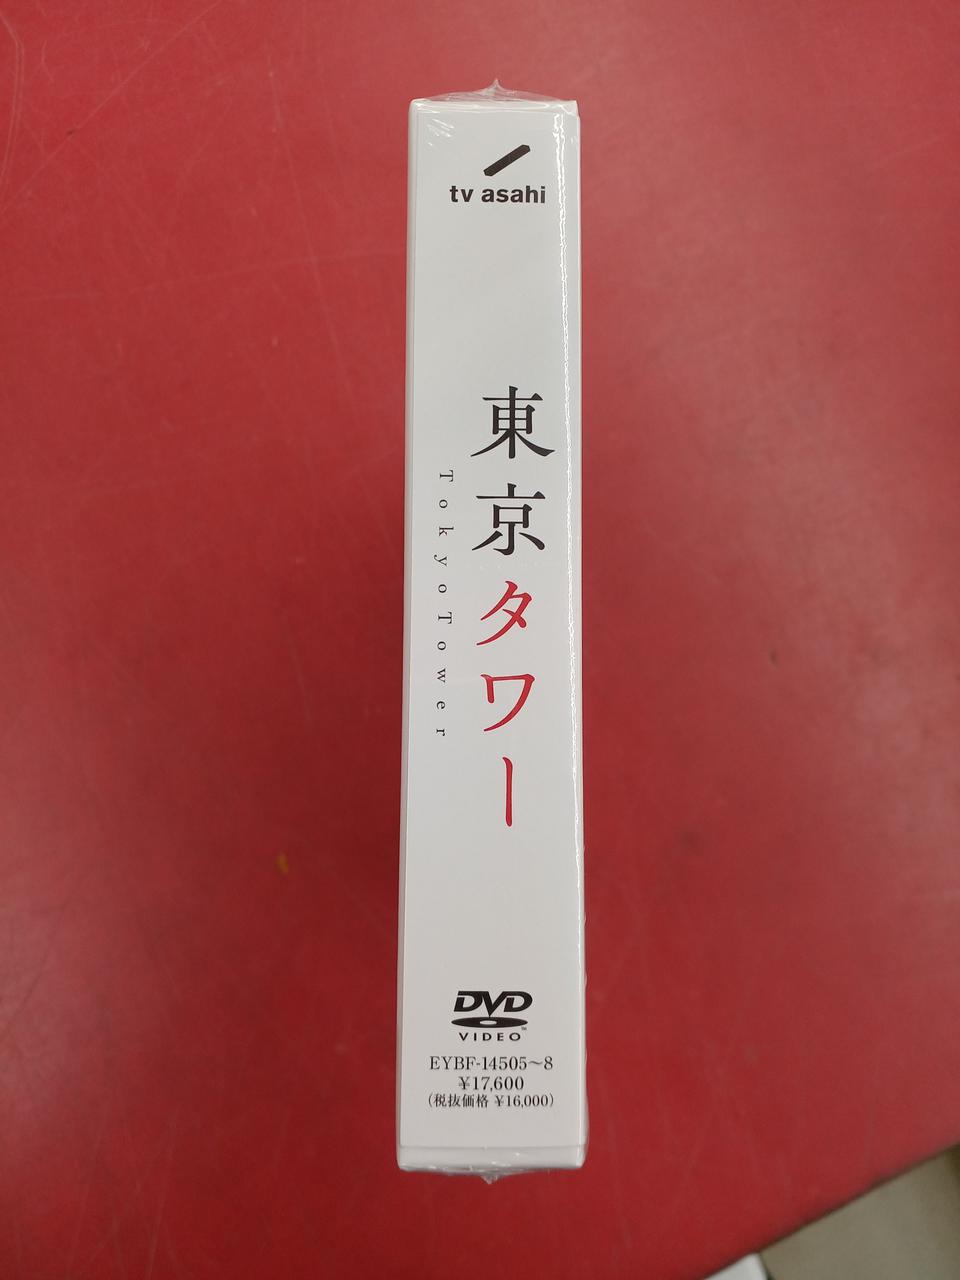 tv asahi
東京タワー
TokyoTower
DVD
VIDEO™
EYBF-14505〜8
¥17,600
(税抜価格 ¥16,000)